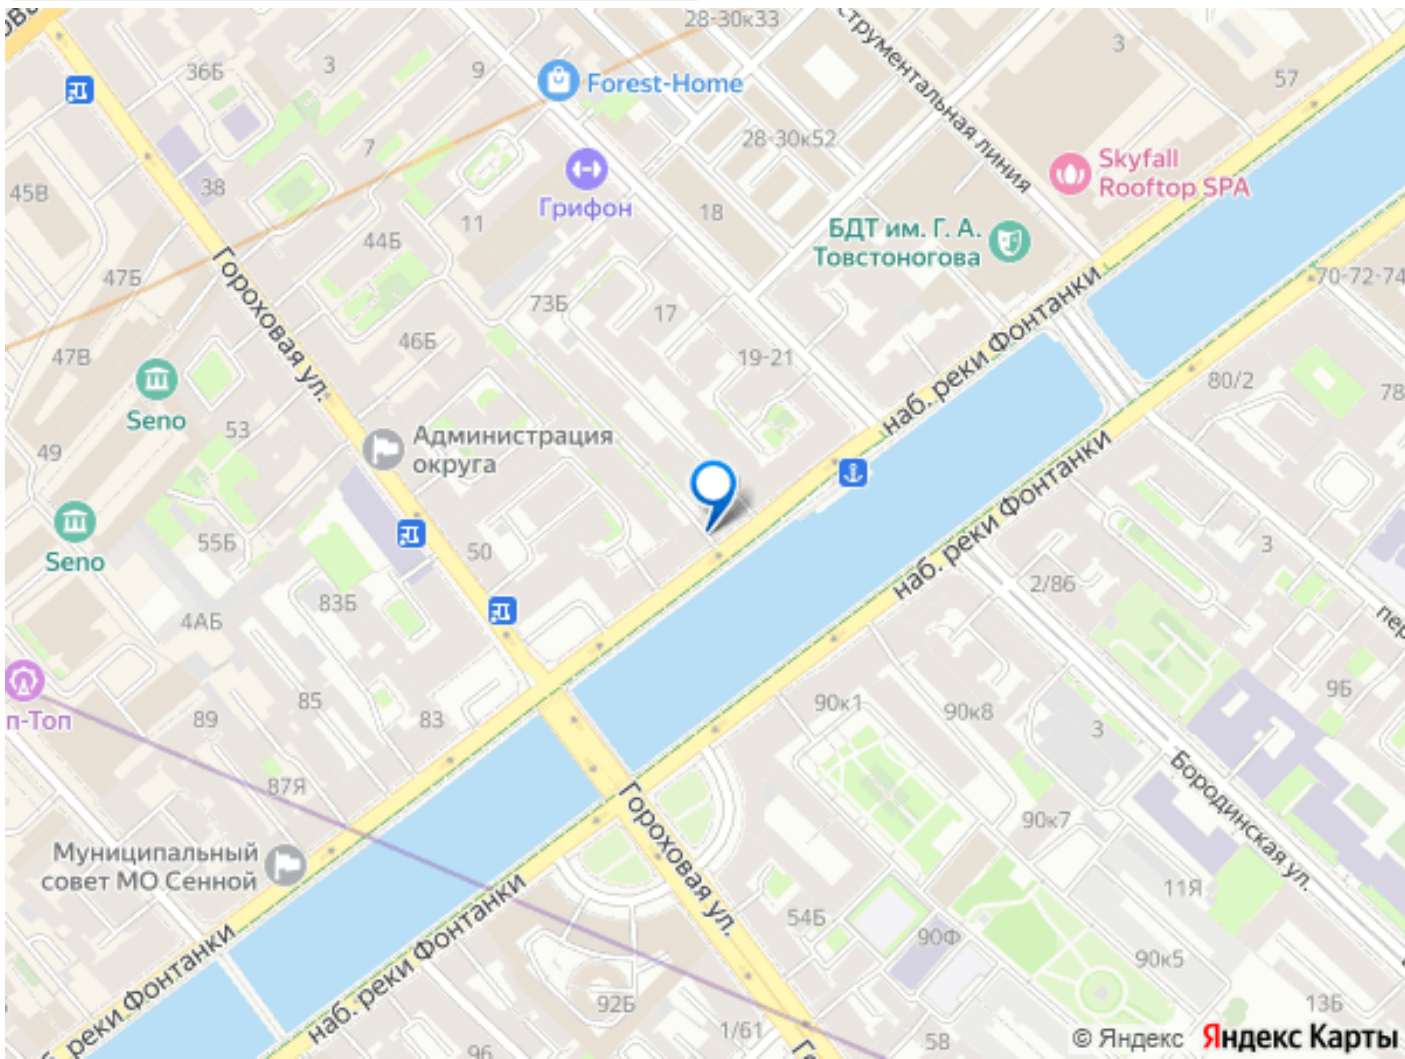 28-30к33
струментальная линия
3
57
36Б
3
9
Forest-Home
7
28-30к52
Skyfall
Rooftop SPA
45В
38
Грифон
18
11
БДТ им. Г. А.
Товстоногова
44Б
47Б
Гороховая ул.
73Б
17
наб. реки Фонтанки
70-72-74
46Б
47В
19-21
80/2
78
Seno
53
Администрация
округа
49
наб. реки Фонтанки
55Б
Seno
50
3
2/86
пер
83Б
4АБ
9Б
п-Топ
85
89
83
90к1
90к8
3
87Я
Бородинская ул.
Гороховая ул.
90к7
Муниципальный
совет МО Сенной
11Я
54Б
90Ф
90к5
реки Фонтанки
наб. реки Фонтанки
92Б
13Б
1/61
58
96
© Яндекс Яндекс Карты